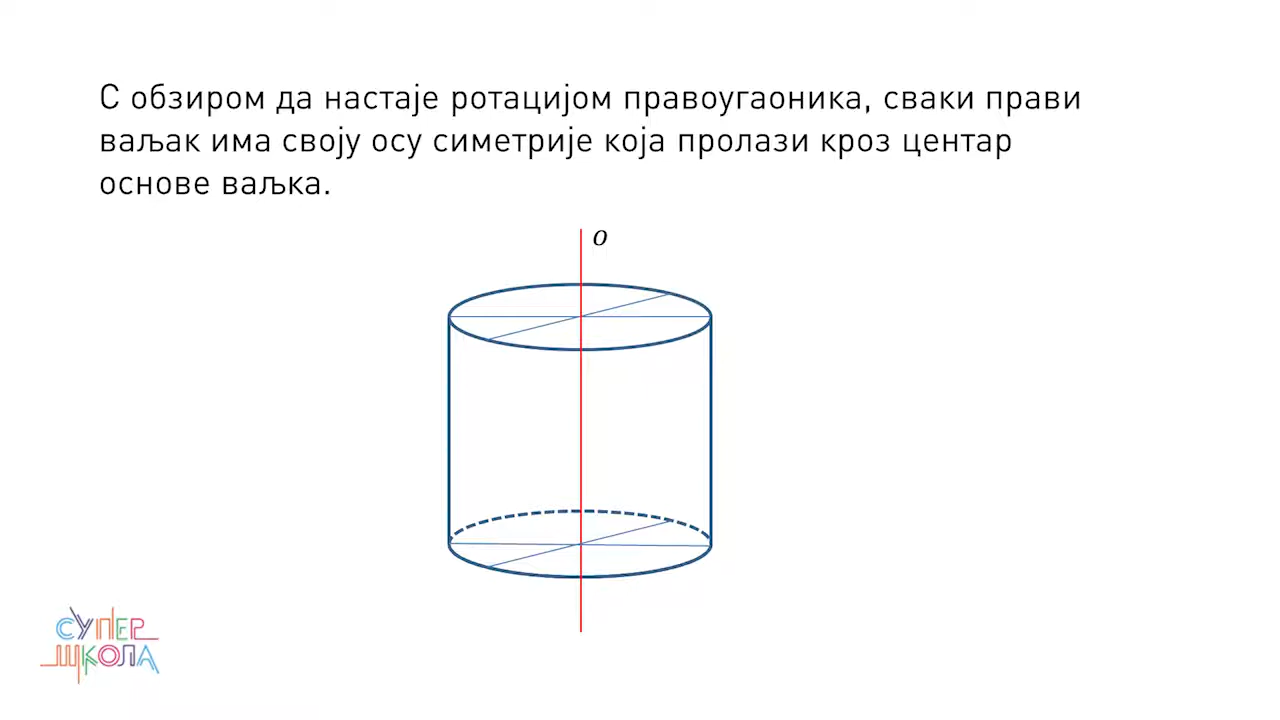 С обзиром да настаје ротацијом правоугаоника, сваки прави
ваљак има своју осу симетрије која пролази кроз центар
основе ваљка.
o
СУПЕР
ШКОЛА